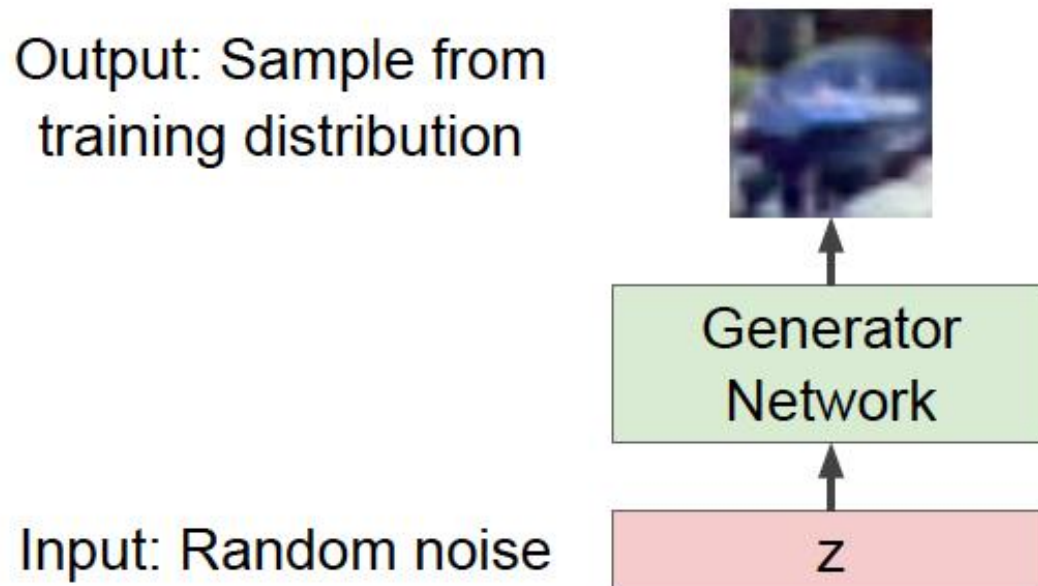 Output: Sample from
training distribution
Generator
Network
Input: Random noise
z